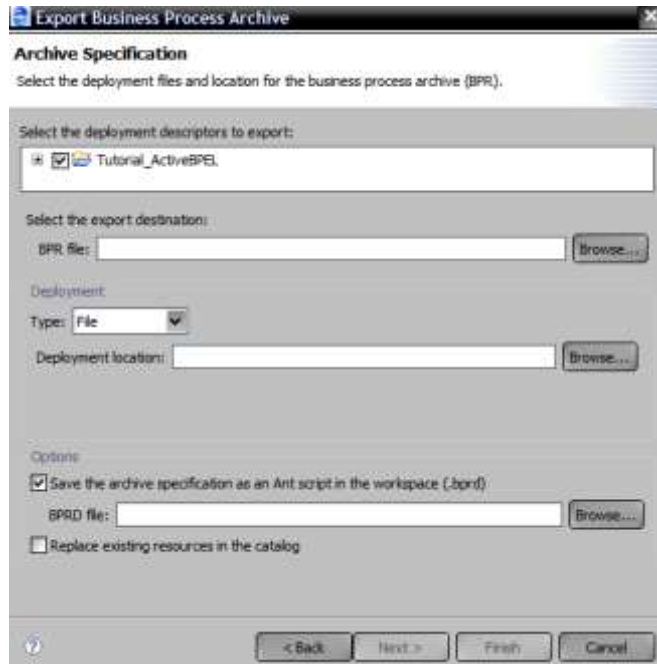 Export Business Process Archive
Archive Specification
Select the deployment files and location for the business process archive (BPR).
Select the deployment descriptors to export:
Tutorial_ActiveBPEL
Select the export destination:
BPR file: Browse...
Deployment
Type: File
Deployment location: Browse...
Options
Save the archive specification as an Ant script in the workspace (.bprd)
BPRD file: Browse...
Replace existing resources in the catalog
< Back Next > Finish Cancel